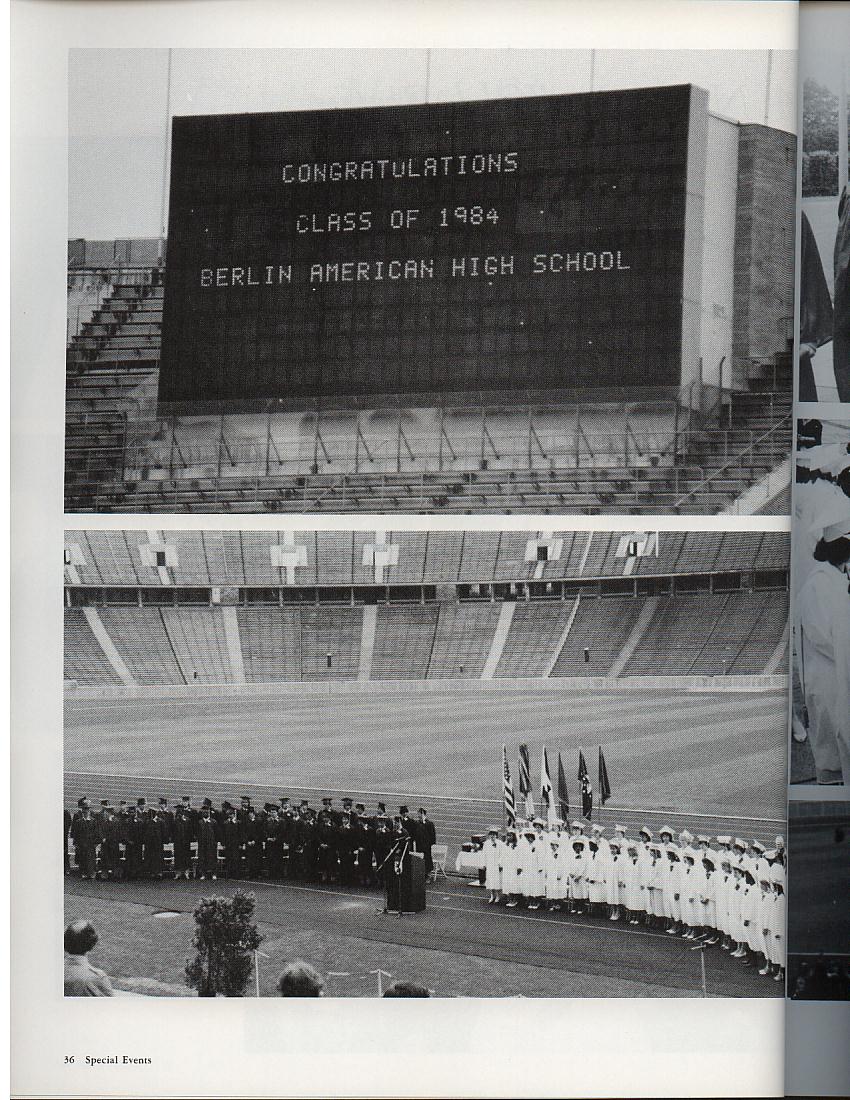 CONGRATULATIONS
CLASS OF 1984
BERLIN AMERICAN HIGH SCHOOL
36 Special Events